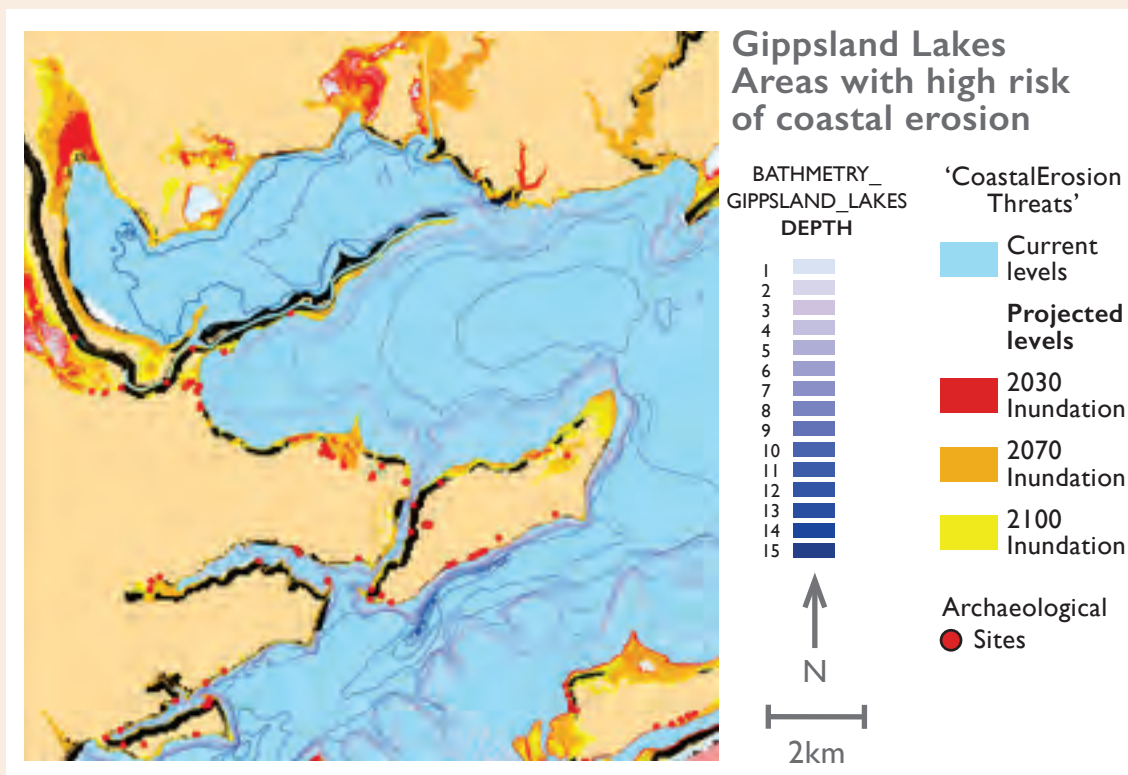 Gippsland Lakes
Areas with high risk
of coastal erosion
BATHMETRY_
GIPPSLAND_LAKES
DEPTH
1
2
3
4
5
6
7
8
9
10
11
12
13
14
15
N
2km
'CoastalErosion
Threats'
Current
levels
Projected
levels
2030
Inundation
2070
Inundation
2100
Inundation
Archaeological
Sites